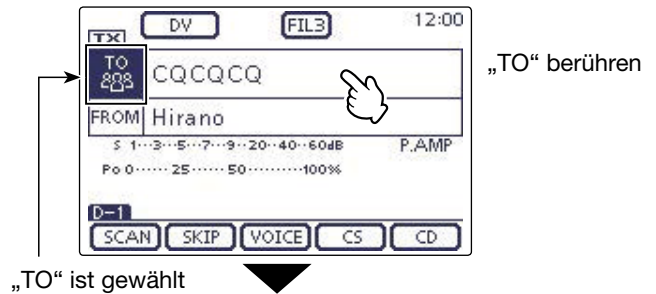 TX DV FIL3 12:00
TO CQCQCQ
„TO“ berühren
FROM Hirano
S 1··3··5··7··9··20··40··60dB P.AMP
Po 0······25······50·········100%
D-1
SCAN SKIP VOICE CS CD
„TO“ ist gewählt